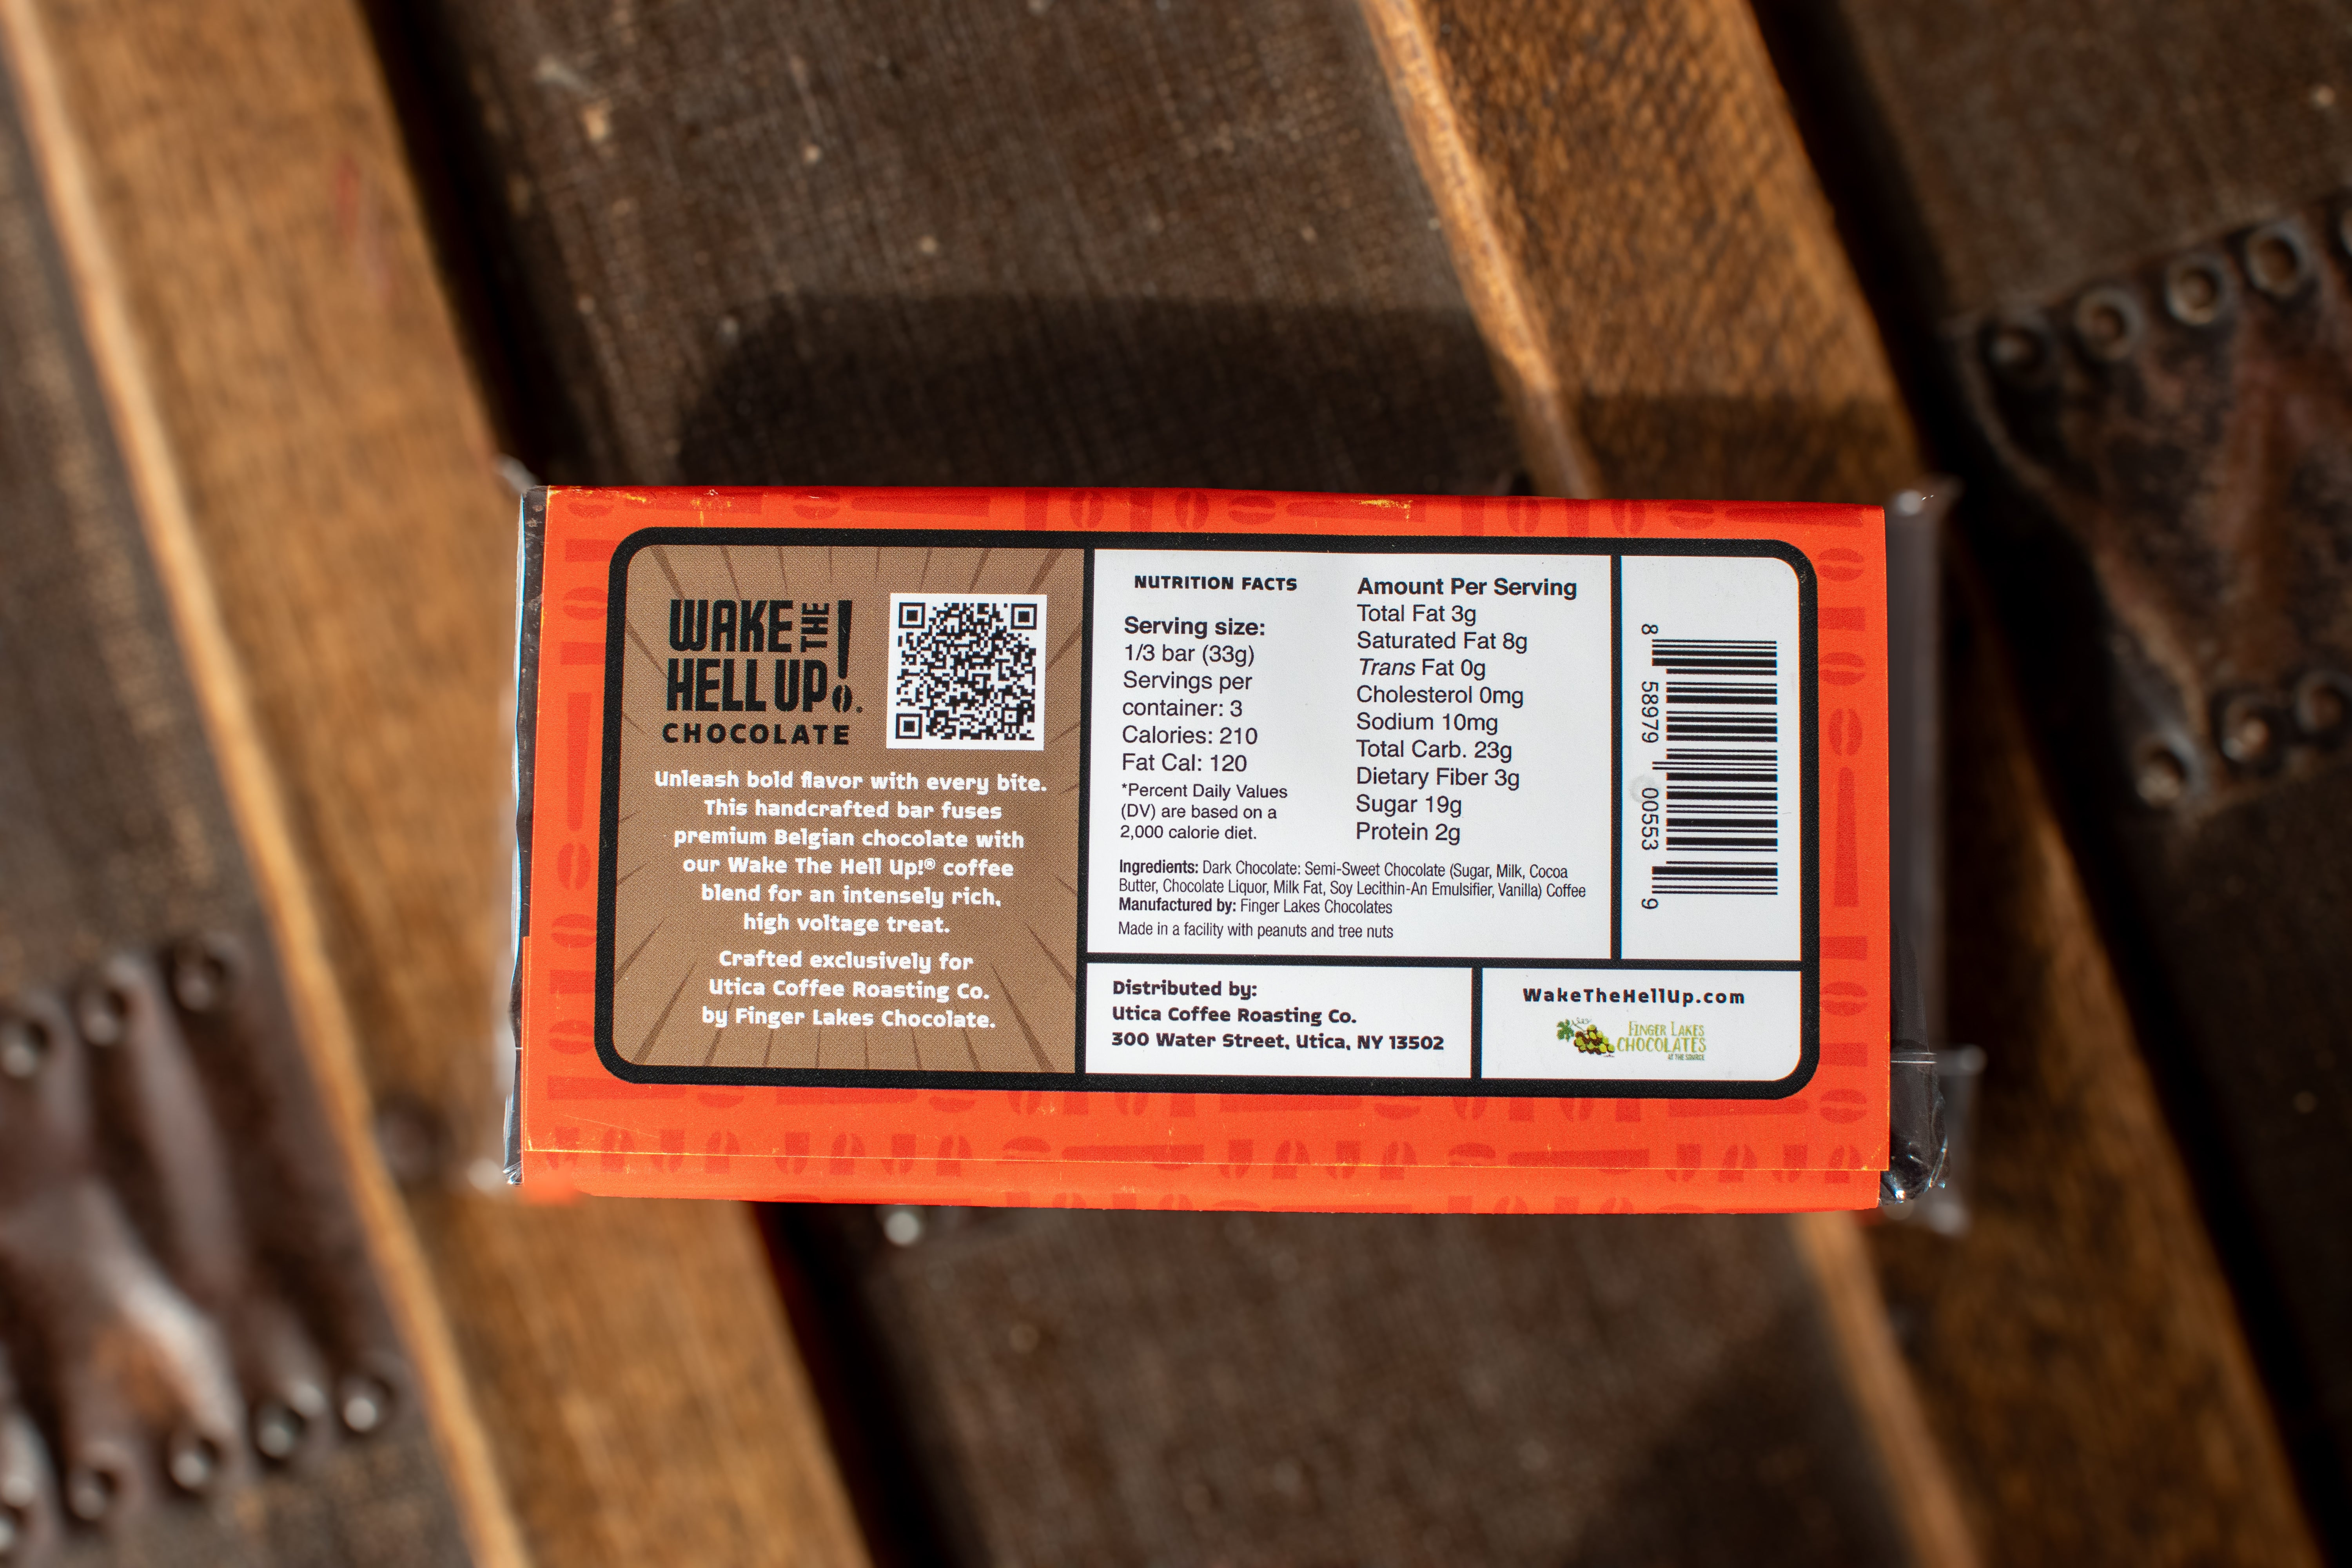 WAKE THE
HELL UP!
CHOCOLATE
Unleash bold flavor with every bite.
This handcrafted bar fuses
premium Belgian chocolate with
our Wake The Hell Up!® coffee
blend for an intensely rich,
high voltage treat.
Crafted exclusively for
Utica Coffee Roasting Co.
by Finger Lakes Chocolate.
NUTRITION FACTS
Serving size:
1/3 bar (33g)
Servings per
container: 3
Calories: 210
Fat Cal: 120
*Percent Daily Values
(DV) are based on a
2,000 calorie diet.
Amount Per Serving
Total Fat 3g
Saturated Fat 8g
Trans Fat 0g
Cholesterol 0mg
Sodium 10mg
Total Carb. 23g
Dietary Fiber 3g
Sugar 19g
Protein 2g
Ingredients: Dark Chocolate: Semi-Sweet Chocolate (Sugar, Milk, Cocoa
Butter, Chocolate Liquor, Milk Fat, Soy Lecithin-An Emulsifier, Vanilla) Coffee
Manufactured by: Finger Lakes Chocolates
Made in a facility with peanuts and tree nuts
8 58979 00553 9
Distributed by:
Utica Coffee Roasting Co.
300 Water Street, Utica, NY 13502
WakeTheHellUp.com
FINGER LAKES
CHOCOLATES
AT THE SOURCE